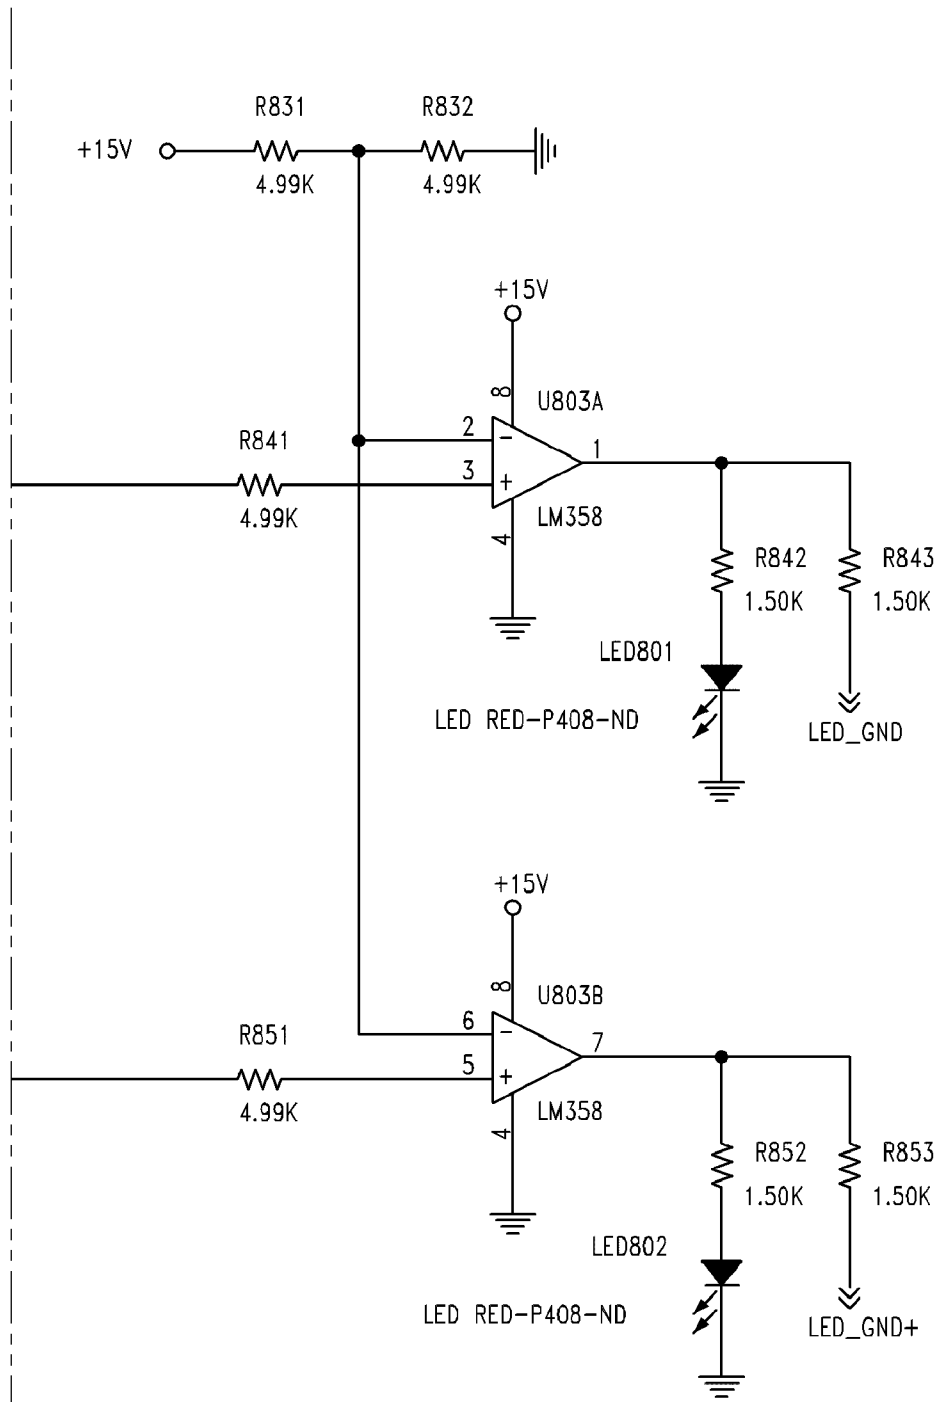 R831
R832
+15V
4.99K
4.99K
+15V
8
U803A
2
-
1
R841
3
+
4.99K
LM358
4
R842
R843
1.50K
1.50K
LED801
LED RED-P408-ND
LED_GND
+15V
8
U803B
6
-
7
R851
5
+
4.99K
LM358
4
R852
R853
1.50K
1.50K
LED802
LED RED-P408-ND
LED_GND+